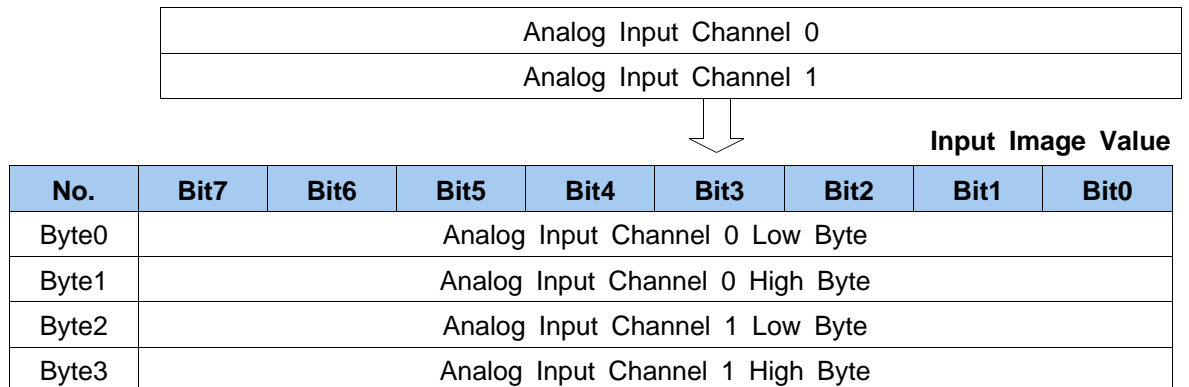 Analog Input Channel 0
Analog Input Channel 1
Input Image Value
No. Bit7 Bit6 Bit5 Bit4 Bit3 Bit2 Bit1 Bit0
Byte0 Analog Input Channel 0 Low Byte
Byte1 Analog Input Channel 0 High Byte
Byte2 Analog Input Channel 1 Low Byte
Byte3 Analog Input Channel 1 High Byte